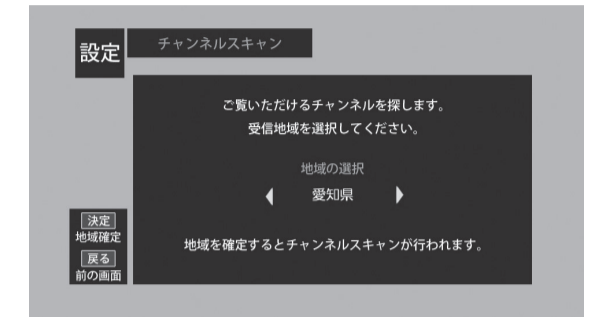 設定
チャンネルスキャン
ご覧いただけるチャンネルを探します。
受信地域を選択してください。
地域の選択
愛知県
地域を確定するとチャンネルスキャンが行われます。
決定
地域確定
戻る
前の画面